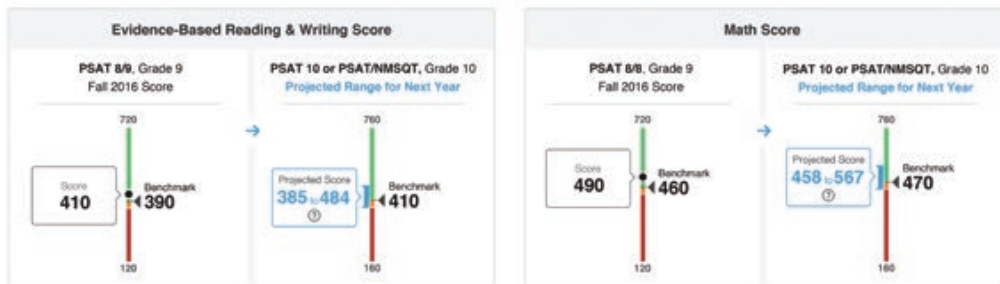 Evidence-Based Reading & Writing Score
PSAT 8/9, Grade 9
Fall 2016 Score
720
Score
410
Benchmark
390
120
PSAT 10 or PSAT/NMSQT, Grade 10
Projected Range for Next Year
760
Projected Score
385 to 484
?
Benchmark
410
160
Math Score
PSAT 8/9, Grade 9
Fall 2016 Score
720
Score
490
Benchmark
460
120
PSAT 10 or PSAT/NMSQT, Grade 10
Projected Range for Next Year
760
Projected Score
458 to 567
?
Benchmark
470
160